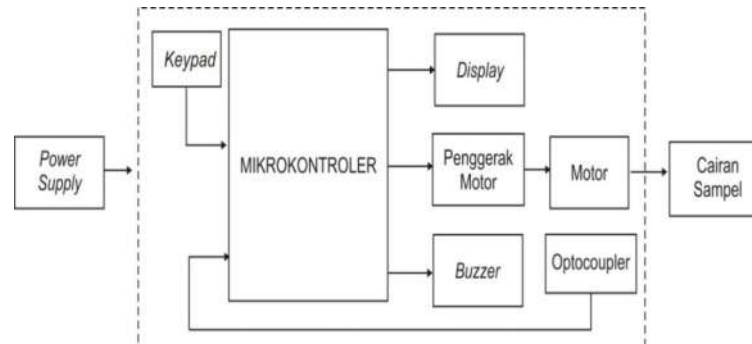 Keypad
Display
Power
Supply
MIKROKONTROLER
Penggerak
Motor
Motor
Cairan
Sampel
Buzzer
Optocoupler